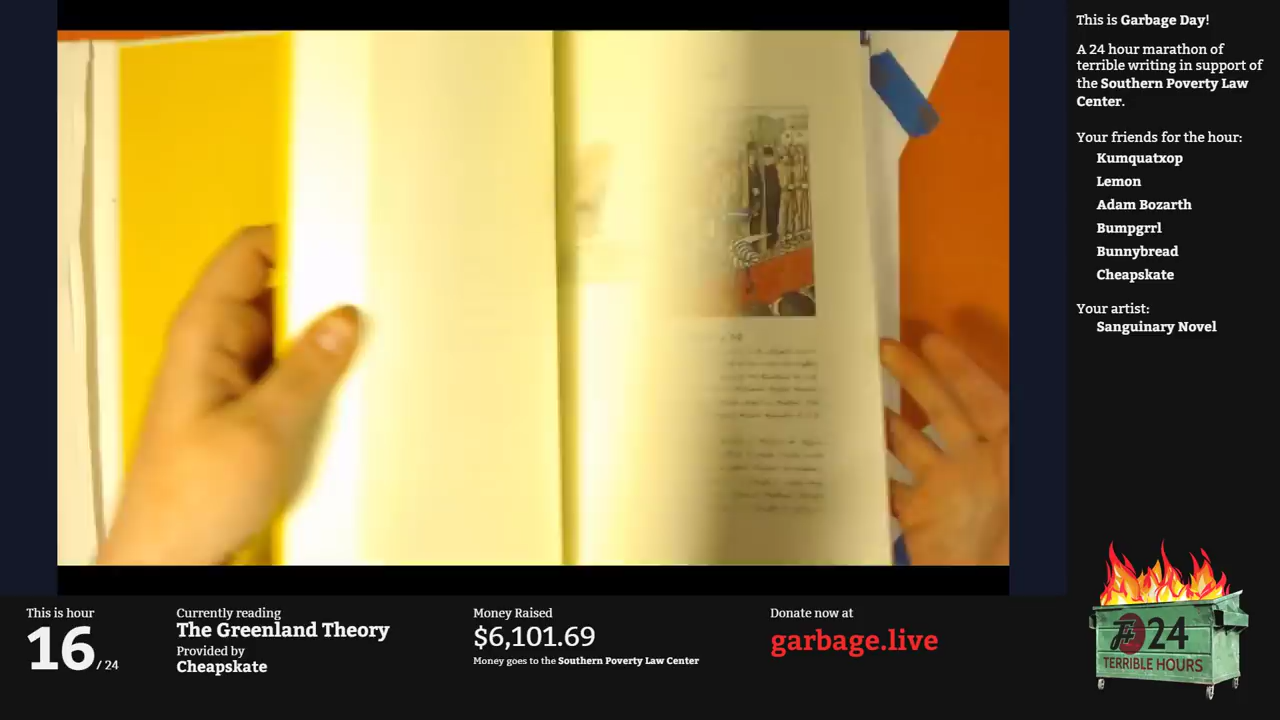 This is Garbage Day!
A 24 hour marathon of
terrible writing in support of
the Southern Poverty Law
Center.
Your friends for the hour:
Kumquatxop
Lemon
Adam Bozarth
Bumpgrrl
Bunnybread
Cheapskate
Your artist:
Sanguinary Novel
24
TERRIBLE HOURS
This is hour
16 / 24
Currently reading
The Greenland Theory
Provided by
Cheapskate
Money Raised
$6,101.69
Money goes to the Southern Poverty Law Center
Donate now at
garbage.live